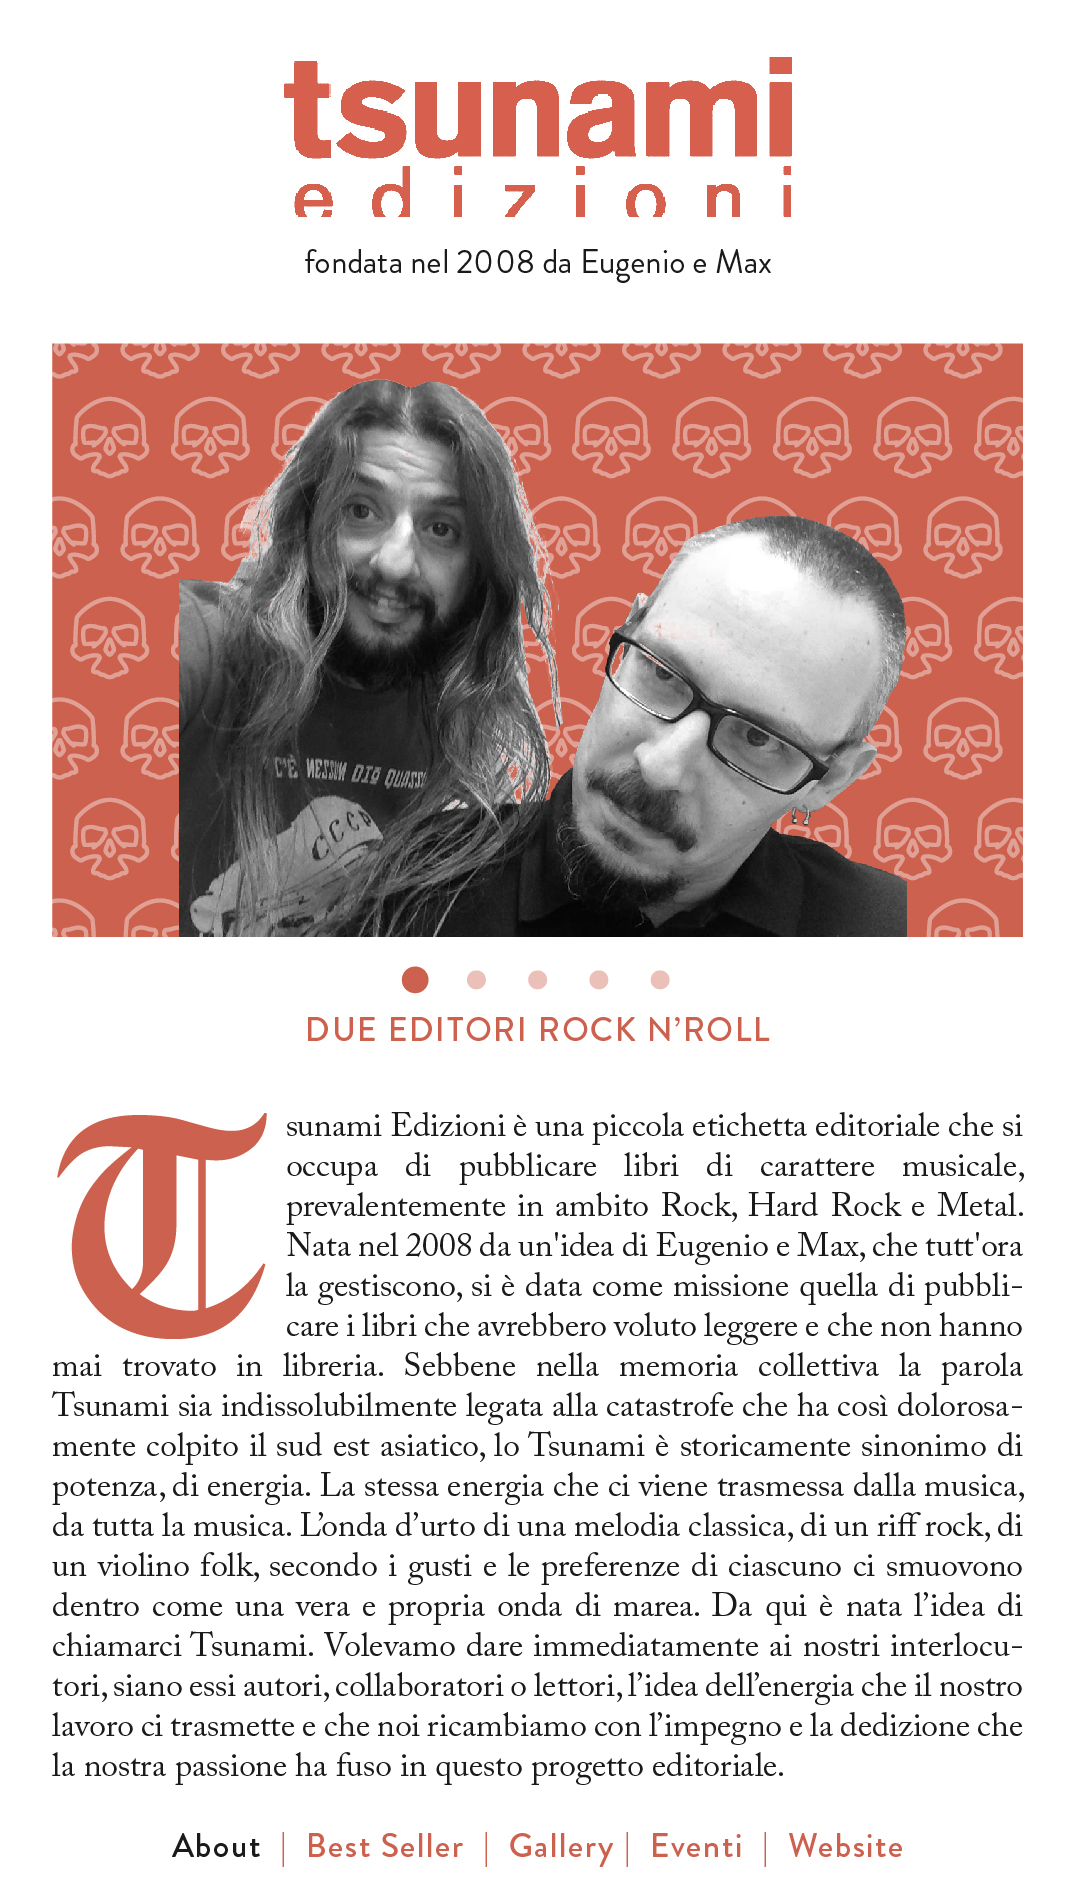 tsunami
edizioni
fondata nel 2008 da Eugenio e Max
C'È NESSUN DIO QUASSÙ
CCCP
DUE EDITORI ROCK N’ROLL
Tsunami Edizioni è una piccola etichetta editoriale che si
occupa di pubblicare libri di carattere musicale,
prevalentemente in ambito Rock, Hard Rock e Metal.
Nata nel 2008 da un'idea di Eugenio e Max, che tutt'ora
la gestiscono, si è data come missione quella di pubbli-
care i libri che avrebbero voluto leggere e che non hanno
mai trovato in libreria. Sebbene nella memoria collettiva la parola
Tsunami sia indissolubilmente legata alla catastrofe che ha così dolorosa-
mente colpito il sud est asiatico, lo Tsunami è storicamente sinonimo di
potenza, di energia. La stessa energia che ci viene trasmessa dalla musica,
da tutta la musica. L’onda d’urto di una melodia classica, di un riff rock, di
un violino folk, secondo i gusti e le preferenze di ciascuno ci smuovono
dentro come una vera e propria onda di marea. Da qui è nata l’idea di
chiamarci Tsunami. Volevamo dare immediatamente ai nostri interlocu-
tori, siano essi autori, collaboratori o lettori, l’idea dell’energia che il nostro
lavoro ci trasmette e che noi ricambiamo con l’impegno e la dedizione che
la nostra passione ha fuso in questo progetto editoriale.
About | Best Seller | Gallery | Eventi | Website